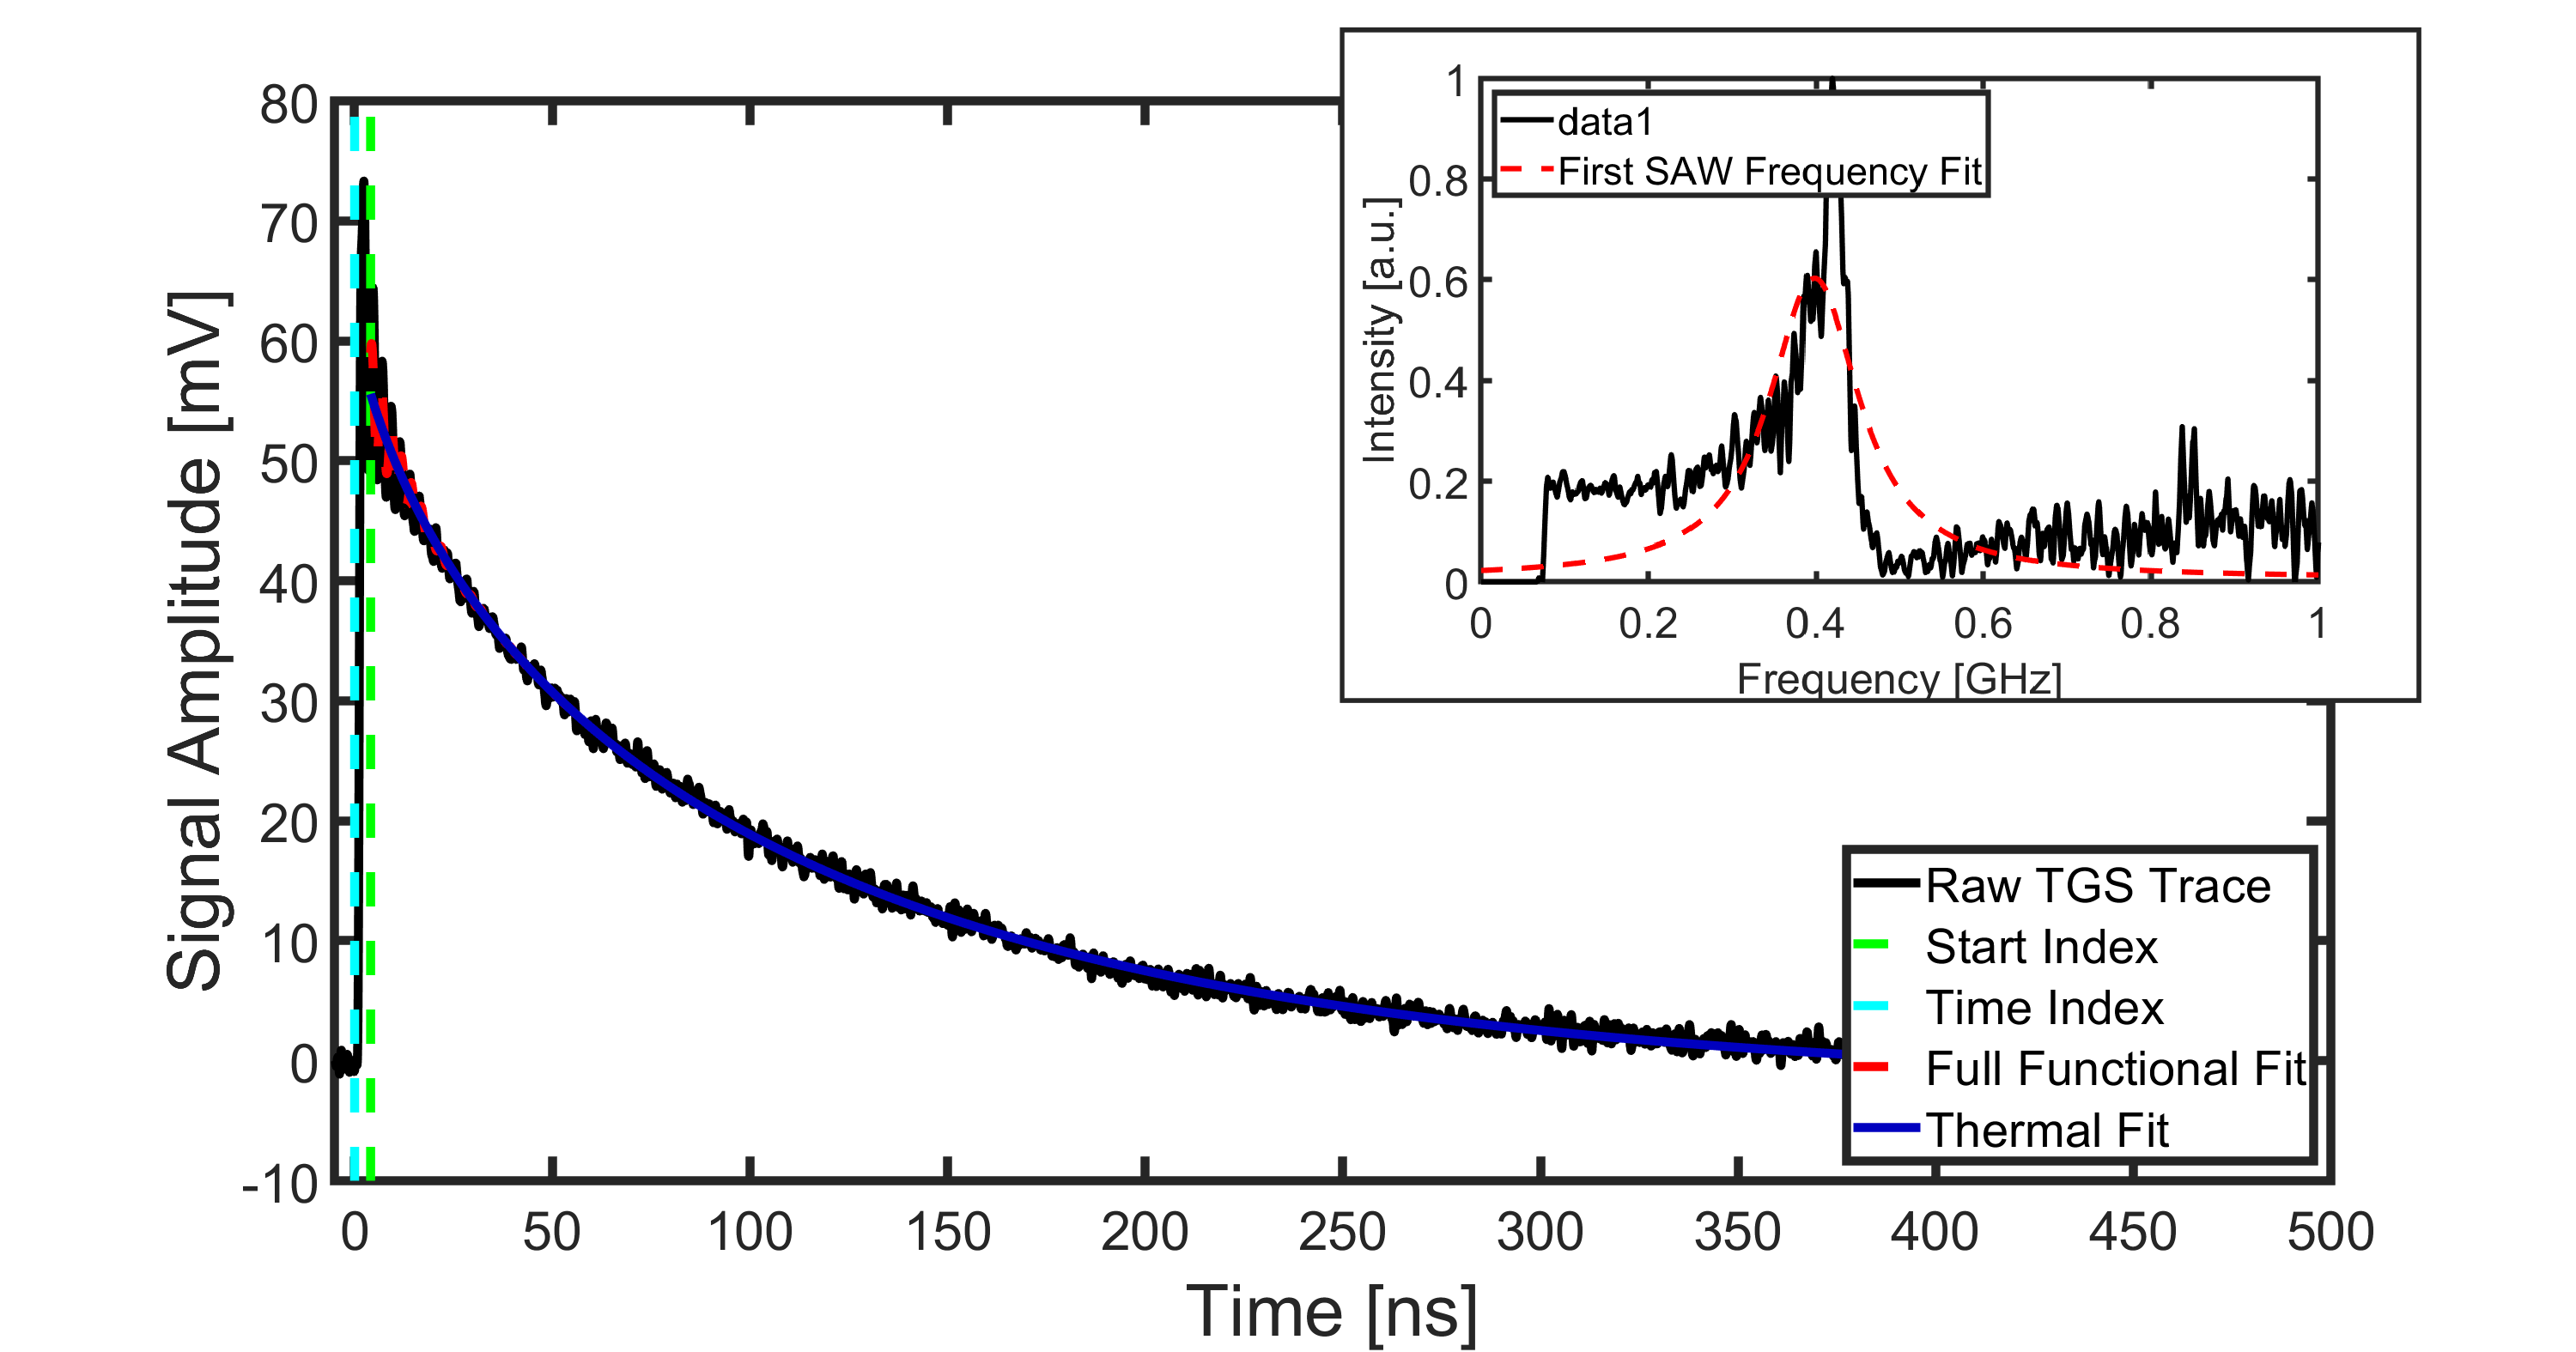 Signal Amplitude [mV]
80
70
60
50
40
30
20
10
0
-10
0 50 100 150 200 250 300 350 400 450 500
Time [ns]
Intensity [a.u.]
1
0.8
0.6
0.4
0.2
0
0 0.2 0.4 0.6 0.8 1
Frequency [GHz]
data1
First SAW Frequency Fit
Raw TGS Trace
Start Index
Time Index
Full Functional Fit
Thermal Fit